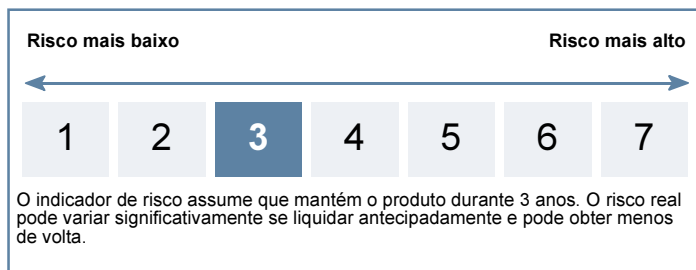 Risco mais baixo Risco mais alto
1 2 3 4 5 6 7
O indicador de risco assume que mantém o produto durante 3 anos. O risco real
pode variar significativamente se liquidar antecipadamente e pode obter menos
de volta.